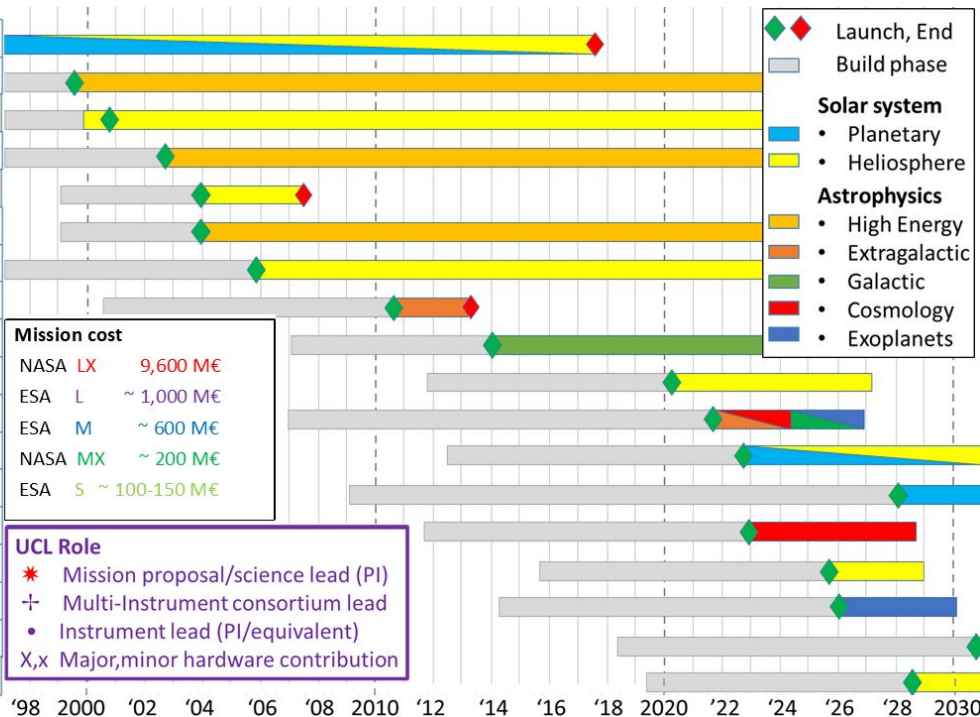 Launch, End
Build phase
Solar system
• Planetary
• Heliosphere
Astrophysics
• High Energy
• Extragalactic
• Galactic
• Cosmology
• Exoplanets
Mission cost
NASA LX 9,600 M€
ESA L ~ 1,000 M€
ESA M ~ 600 M€
NASA MX ~ 200 M€
ESA S ~ 100-150 M€
UCL Role
✷ Mission proposal/science lead (PI)
✢ Multi-Instrument consortium lead
• Instrument lead (PI/equivalent)
X,x Major,minor hardware contribution
'98 2000 '02 '04 '06 '08 2010 '12 '14 '16 '18 2020 '22 '24 '26 '28